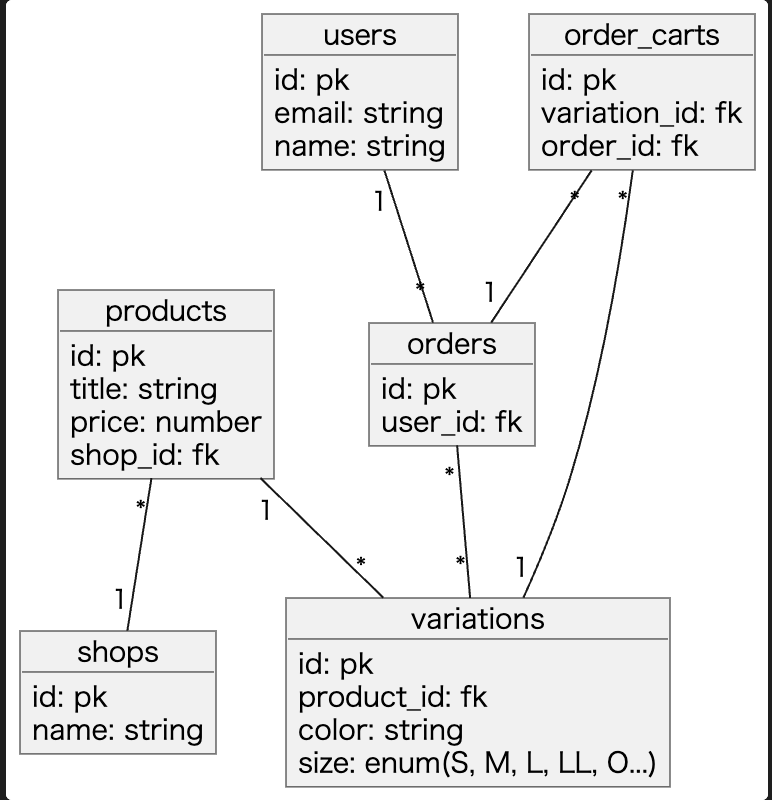 users
id: pk
email: string
name: string
order_carts
id: pk
variation_id: fk
order_id: fk
1
*
*
*
1
products
id: pk
title: string
price: number
shop_id: fk
orders
id: pk
user_id: fk
*
1
1
*
*
*
1
shops
id: pk
name: string
variations
id: pk
product_id: fk
color: string
size: enum(S, M, L, LL, O...)